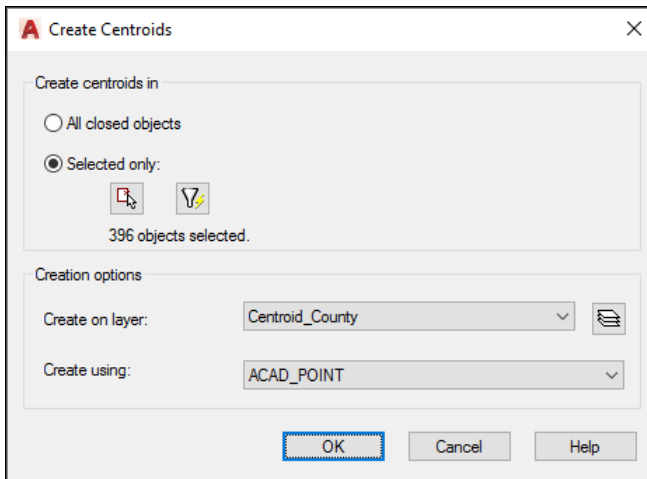 Create Centroids
Create centroids in
All closed objects
Selected only:
396 objects selected.
Creation options
Create on layer:
Centroid_County
Create using:
ACAD_POINT
OK
Cancel
Help